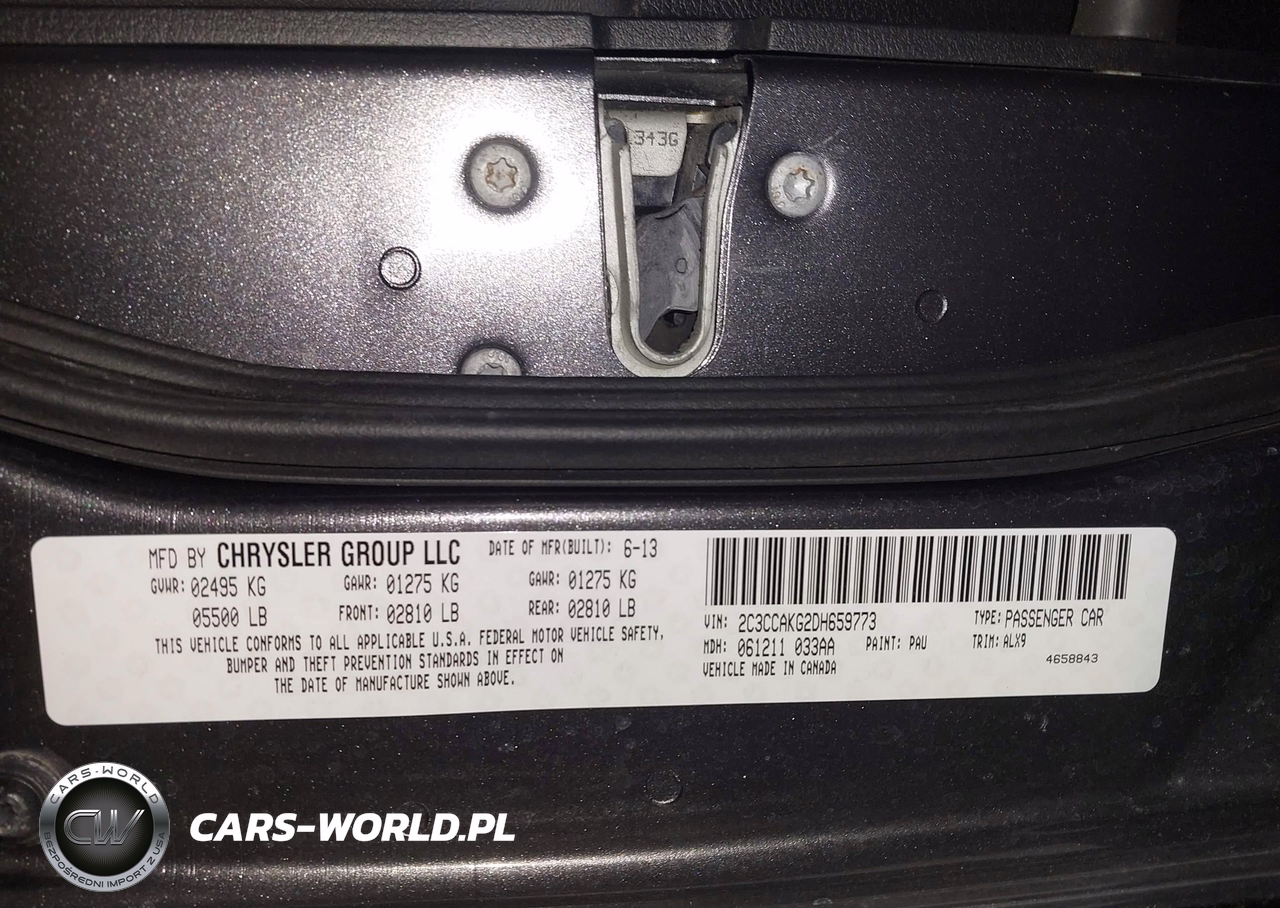 1343G
MFD BY CHRYSLER GROUP LLC DATE OF MFR(BUILT): 6-13
GVWR: 02495 KG GAWR: 01275 KG GAWR: 01275 KG
05500 LB FRONT: 02810 LB REAR: 02810 LB
THIS VEHICLE CONFORMS TO ALL APPLICABLE U.S.A. FEDERAL MOTOR VEHICLE SAFETY,
BUMPER AND THEFT PREVENTION STANDARDS IN EFFECT ON
THE DATE OF MANUFACTURE SHOWN ABOVE.
VIN: 2C3CCAKG2DH659773 TYPE: PASSENGER CAR
MDH: 061211 033AA PAINT: PAU TRIM: ALX9
VEHICLE MADE IN CANADA 4658843
CARS-WORLD
CW
BEZPOŚREDNI IMPORT Z USA
CARS-WORLD.PL